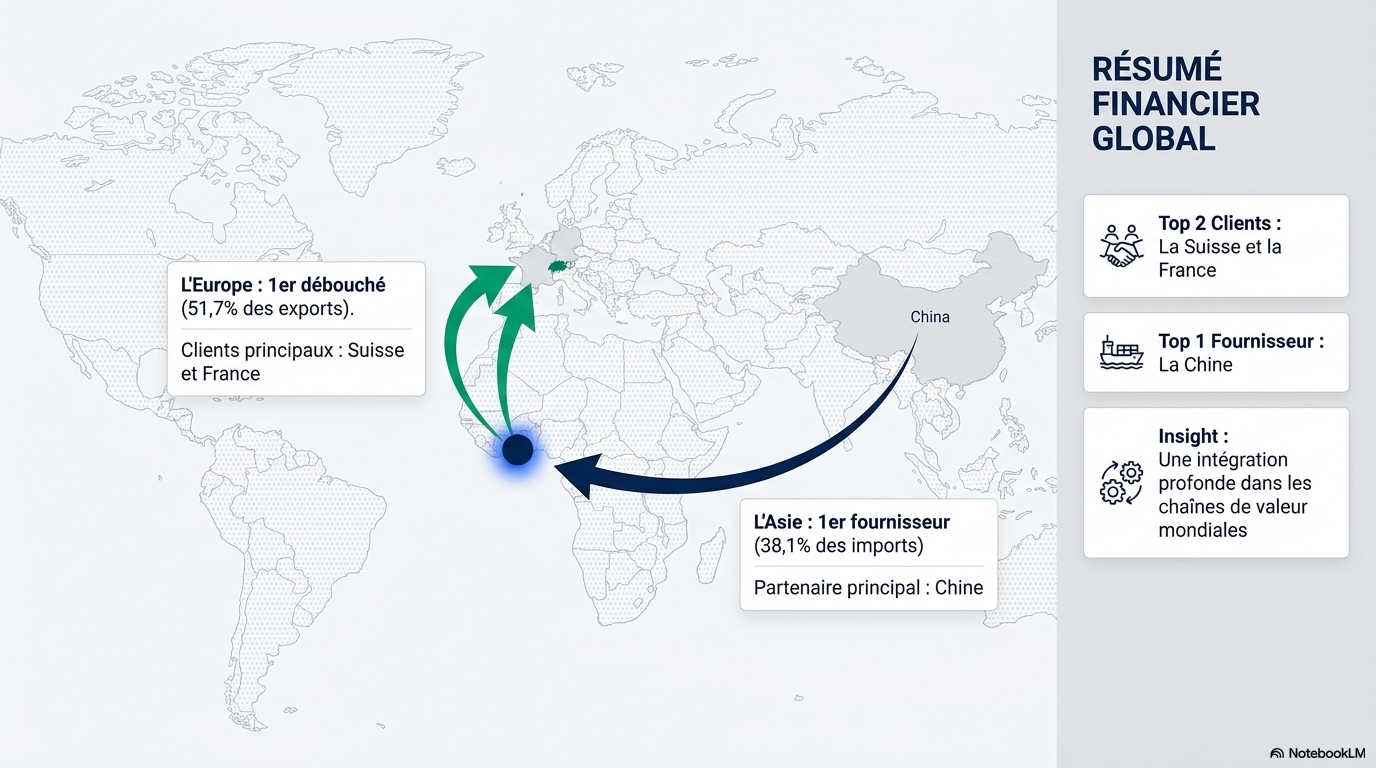 RÉSUMÉ
FINANCIER
GLOBAL
L'Europe : 1er débouché
(51,7% des exports).
Clients principaux : Suisse
et France
China
L'Asie : 1er fournisseur
(38,1% des imports)
Partenaire principal : Chine
Top 2 Clients :
La Suisse et la
France
Top 1 Fournisseur :
La Chine
Insight :
Une intégration
profonde dans les
chaînes de valeur
mondiales
NotebookLM